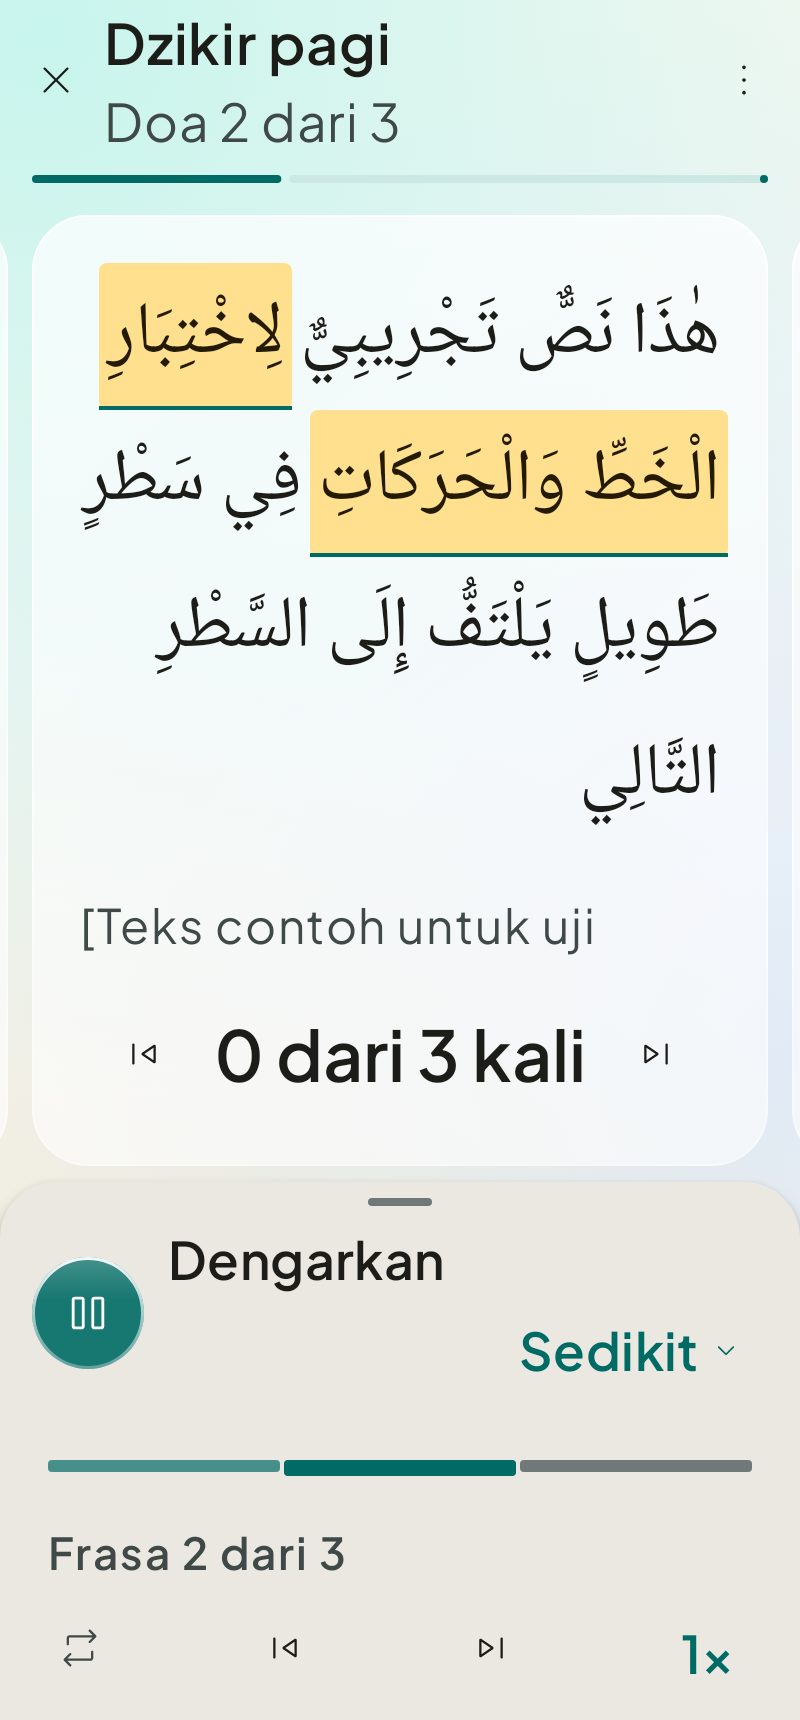 Dzikir pagi
Doa 2 dari 3
هٰذَا نَصٌّ تَجْرِيبِيٌّ لِاخْتِبَارِ
الْخَطِّ وَالْحَرَكَاتِ فِي سَطْرٍ
طَوِيلٍ يَلْتَفُّ إِلَى السَّطْرِ
التَّالِي
[Teks contoh untuk uji
0 dari 3 kali
Dengarkan
Sedikit
Frasa 2 dari 3
1×